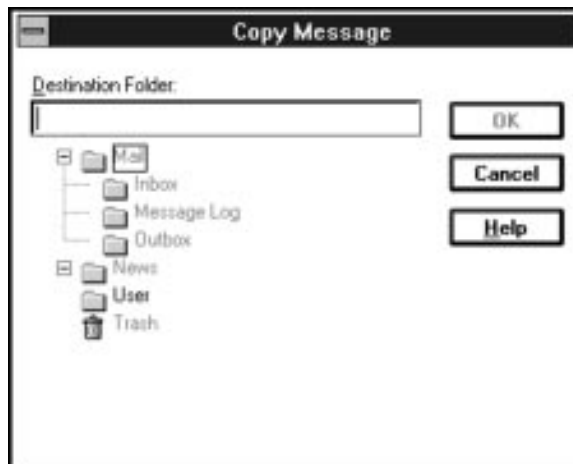 Copy Message
Destination Folder:
OK
Mail
Cancel
Inbox
Message Log
Help
Outbox
News
User
Trash